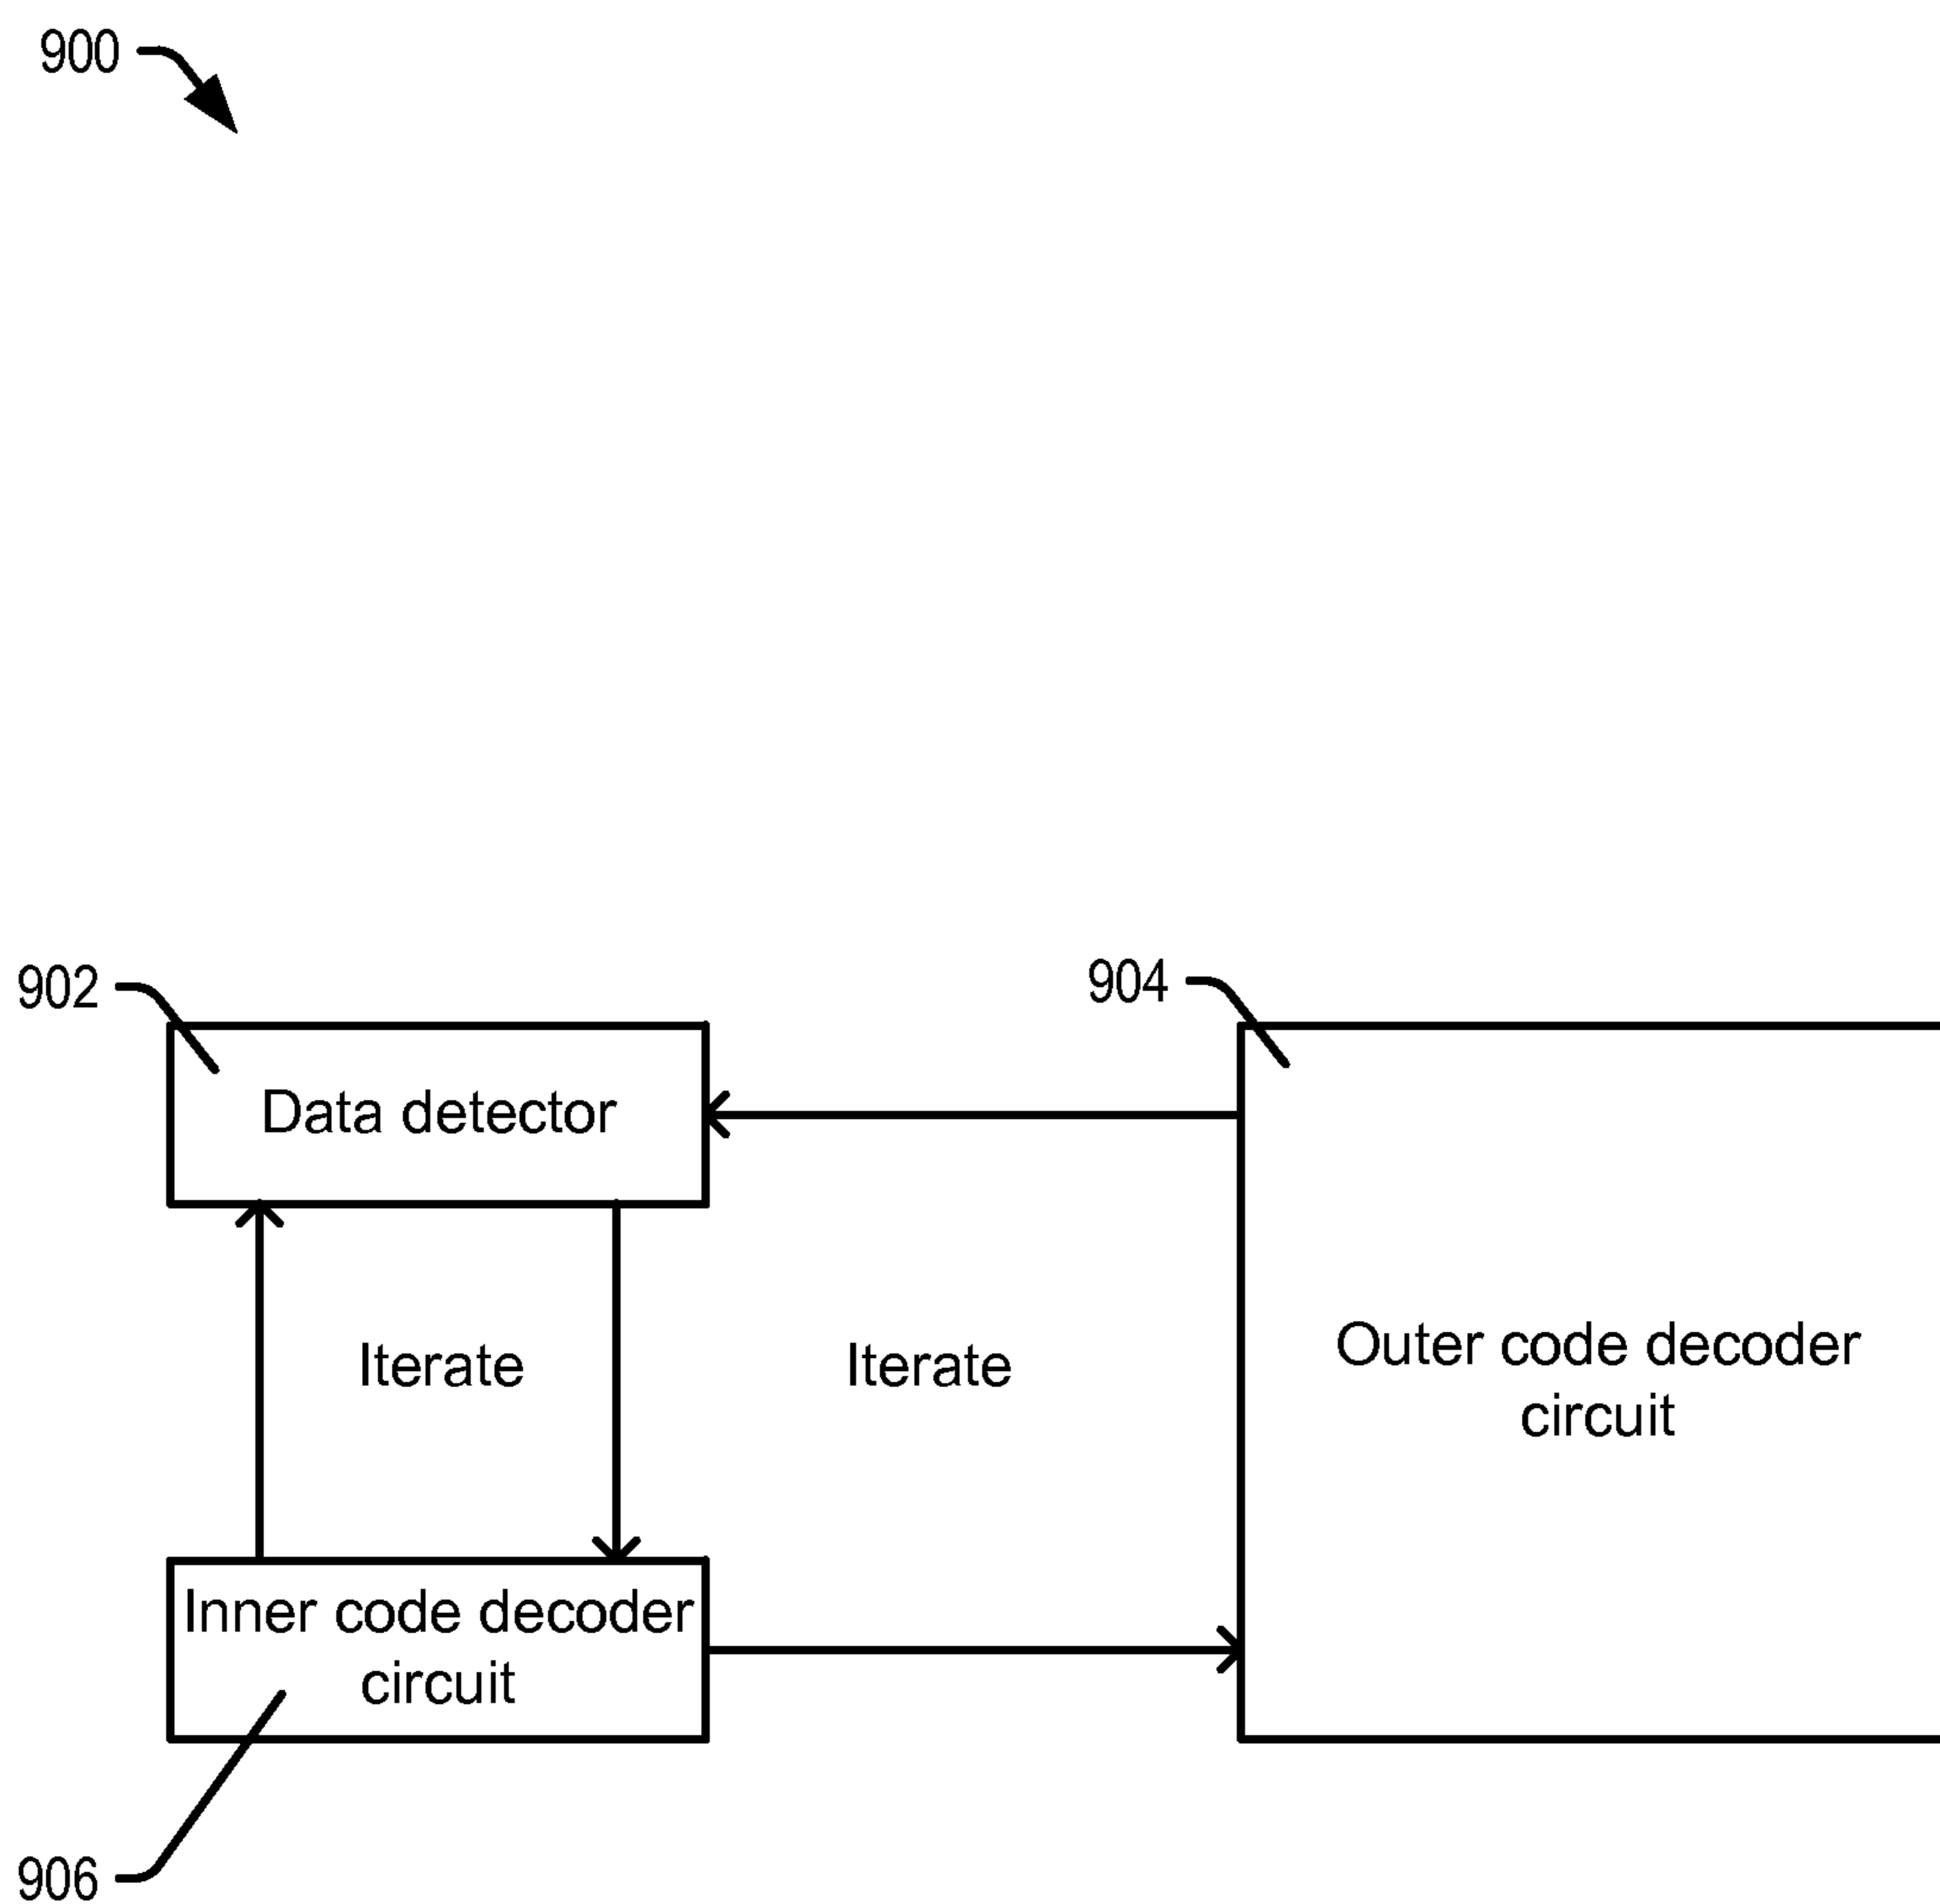 900
902
904
Data detector
Iterate
Iterate
Outer code decoder
circuit
Inner code decoder
circuit
906